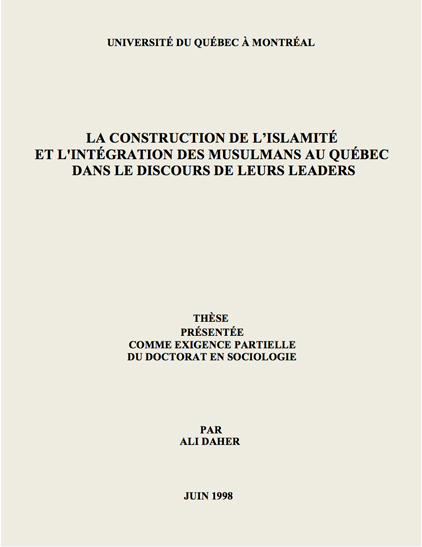 UNIVERSITÉ DU QUÉBEC À MONTRÉAL
LA CONSTRUCTION DE L’ISLAMITÉ
ET L'INTÉGRATION DES MUSULMANS AU QUÉBEC
DANS LE DISCOURS DE LEURS LEADERS
THÈSE
PRÉSENTÉE
COMME EXIGENCE PARTIELLE
DU DOCTORAT EN SOCIOLOGIE
PAR
ALI DAHER
JUIN 1998